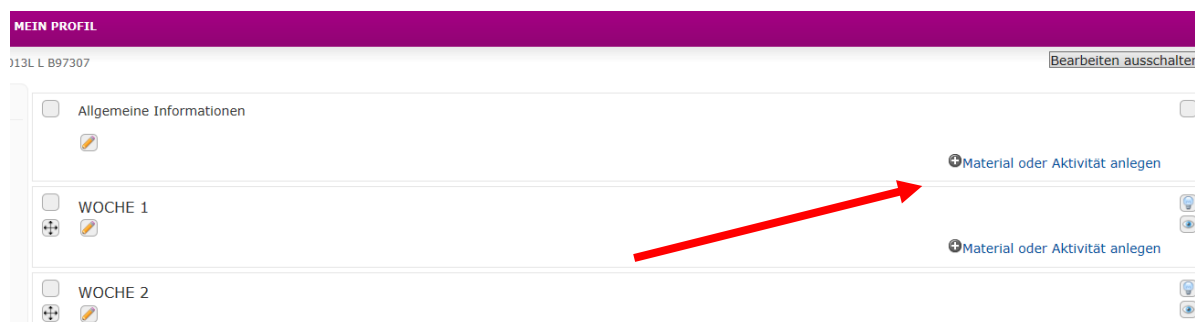 MEIN PROFIL
013L L B97307
Bearbeiten ausschalten
Allgemeine Informationen
Material oder Aktivität anlegen
WOCHE 1
Material oder Aktivität anlegen
WOCHE 2